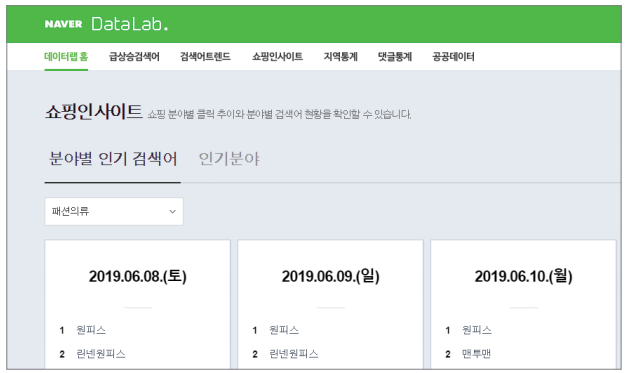 NAVER DataLab.
데이터랩 홈 급상승검색어 검색어트렌드 쇼핑인사이트 지역통계 댓글통계 공공데이터
쇼핑인사이트 쇼핑 분야별 클릭 추이와 분야별 검색어 현황을 확인할 수 있습니다.
분야별 인기 검색어 인기분야
패션의류
2019.06.08.(토) 2019.06.09.(일) 2019.06.10.(월)
1 원피스 1 원피스 1 원피스
2 린넨원피스 2 린넨원피스 2 맨투맨